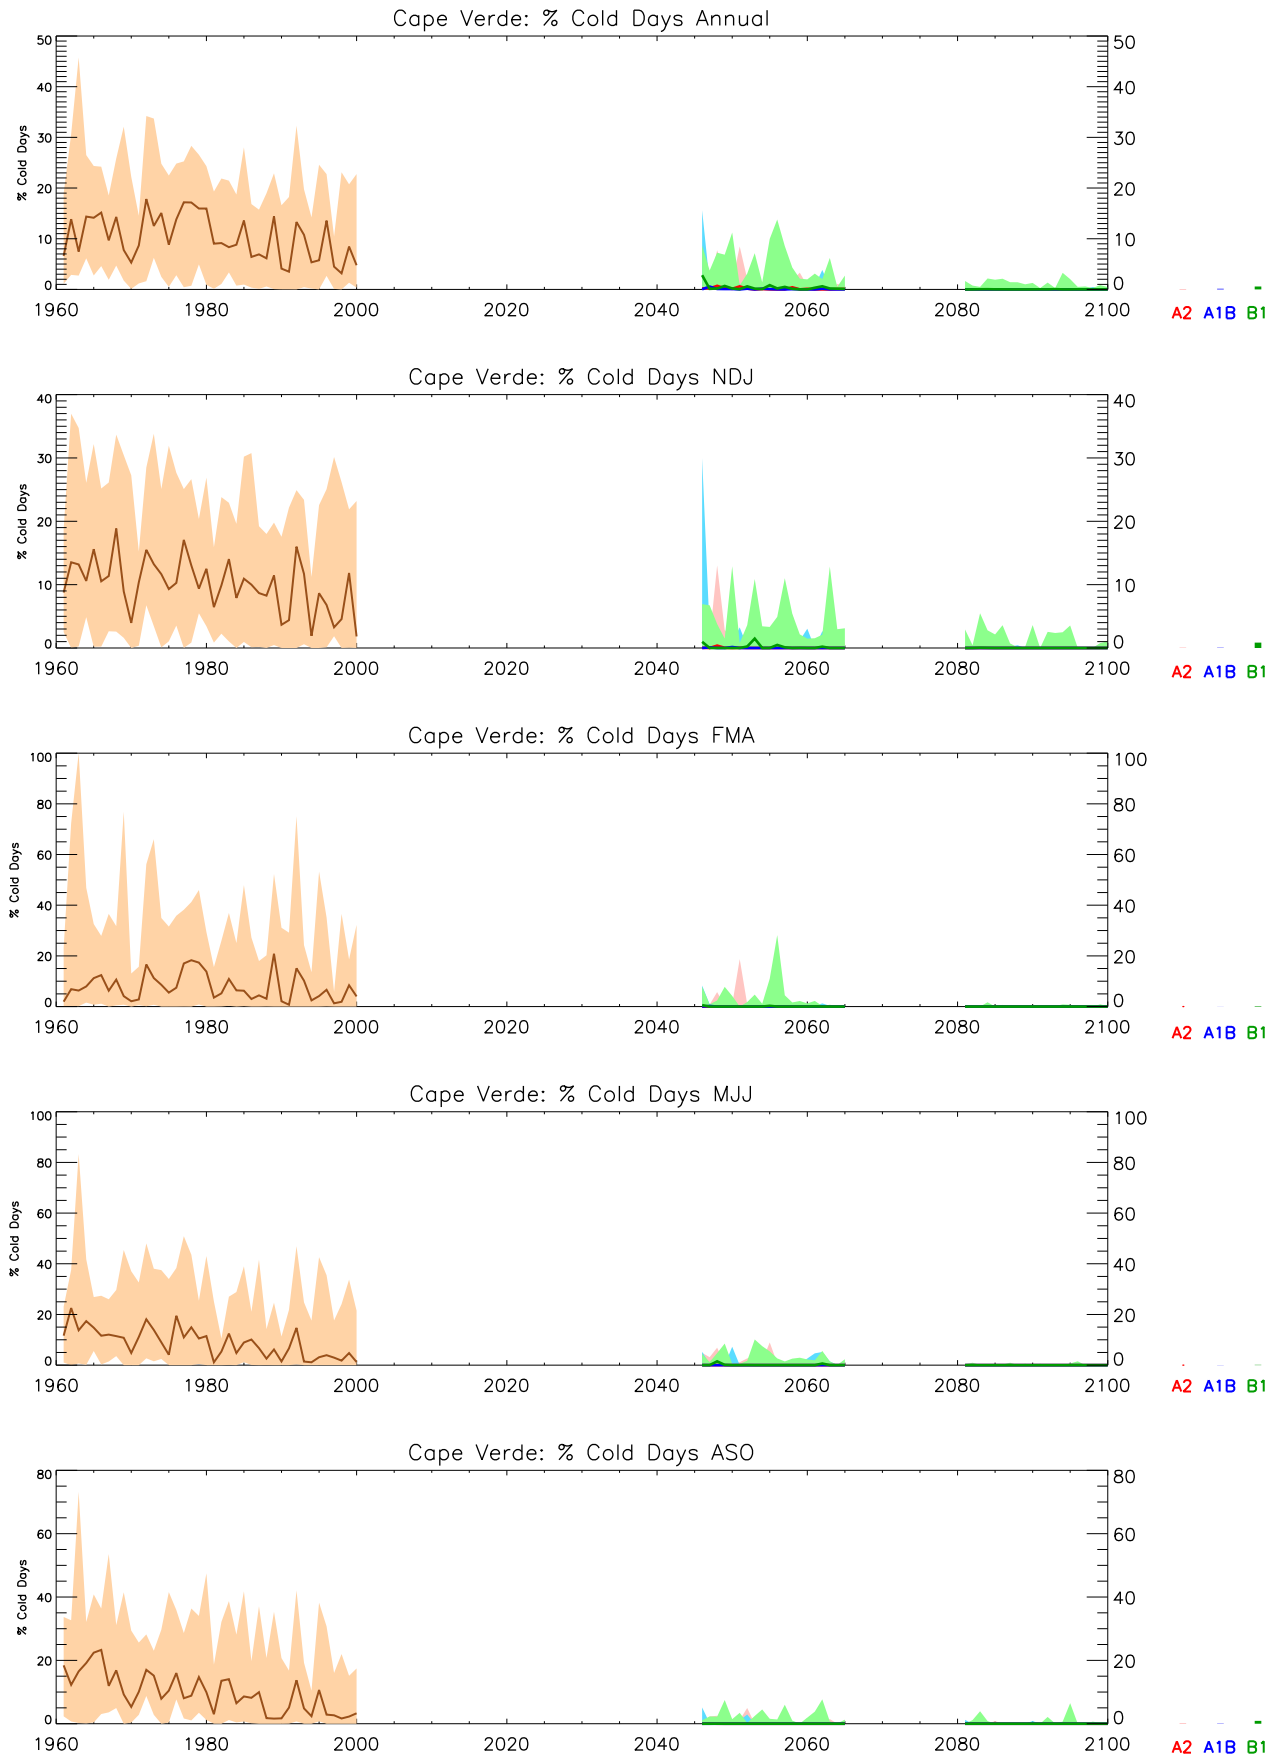 Cape Verde: % Cold Days Annual
50 50
40 40
30 30
% Cold Days
20 20
10 10
0 0
1960 1980 2000 2020 2040 2060 2080 2100 A2 A1B B1
Cape Verde: % Cold Days NDJ
40 40
30 30
% Cold Days
20 20
10 10
0 0
1960 1980 2000 2020 2040 2060 2080 2100 A2 A1B B1
Cape Verde: % Cold Days FMA
100 100
80 80
60 60
% Cold Days
40 40
20 20
0 0
1960 1980 2000 2020 2040 2060 2080 2100 A2 A1B B1
Cape Verde: % Cold Days MJJ
100 100
80 80
60 60
% Cold Days
40 40
20 20
0 0
1960 1980 2000 2020 2040 2060 2080 2100 A2 A1B B1
Cape Verde: % Cold Days ASO
80 80
60 60
% Cold Days
40 40
20 20
0 0
1960 1980 2000 2020 2040 2060 2080 2100 A2 A1B B1